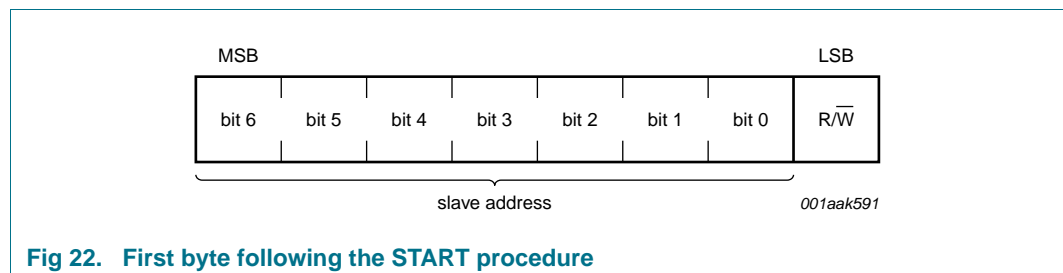 MSB LSB
bit 6 bit 5 bit 4 bit 3 bit 2 bit 1 bit 0 R/W̅
slave address 001aak591
Fig 22. First byte following the START procedure